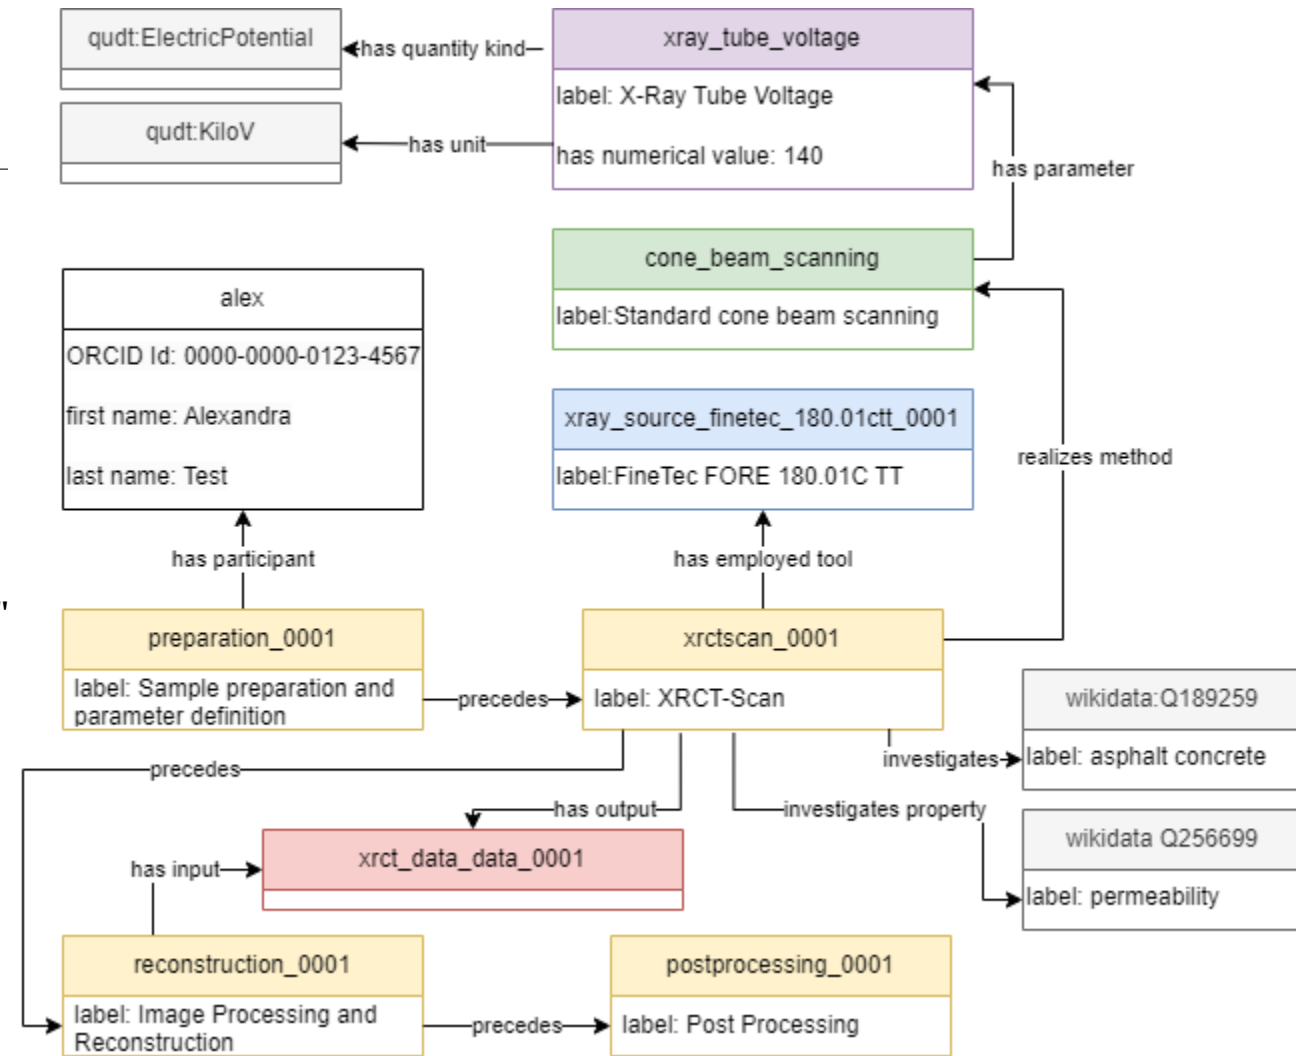 qudt:ElectricPotential
has quantity kind
xray_tube_voltage
label: X-Ray Tube Voltage
has numerical value: 140
qudt:KiloV
has unit
has parameter
cone_beam_scanning
label:Standard cone beam scanning
alex
ORCID Id: 0000-0000-0123-4567
first name: Alexandra
last name: Test
xray_source_finetec_180.01ctt_0001
label:FineTec FORE 180.01C TT
realizes method
has participant
has employed tool
"
preparation_0001
label: Sample preparation and
parameter definition
precedes
xrctscan_0001
label: XRCT-Scan
wikidata:Q189259
label: asphalt concrete
investigates
precedes
has output
investigates property
wikidata Q256699
label: permeability
xrct_data_data_0001
has input
reconstruction_0001
label: Image Processing and
Reconstruction
precedes
postprocessing_0001
label: Post Processing